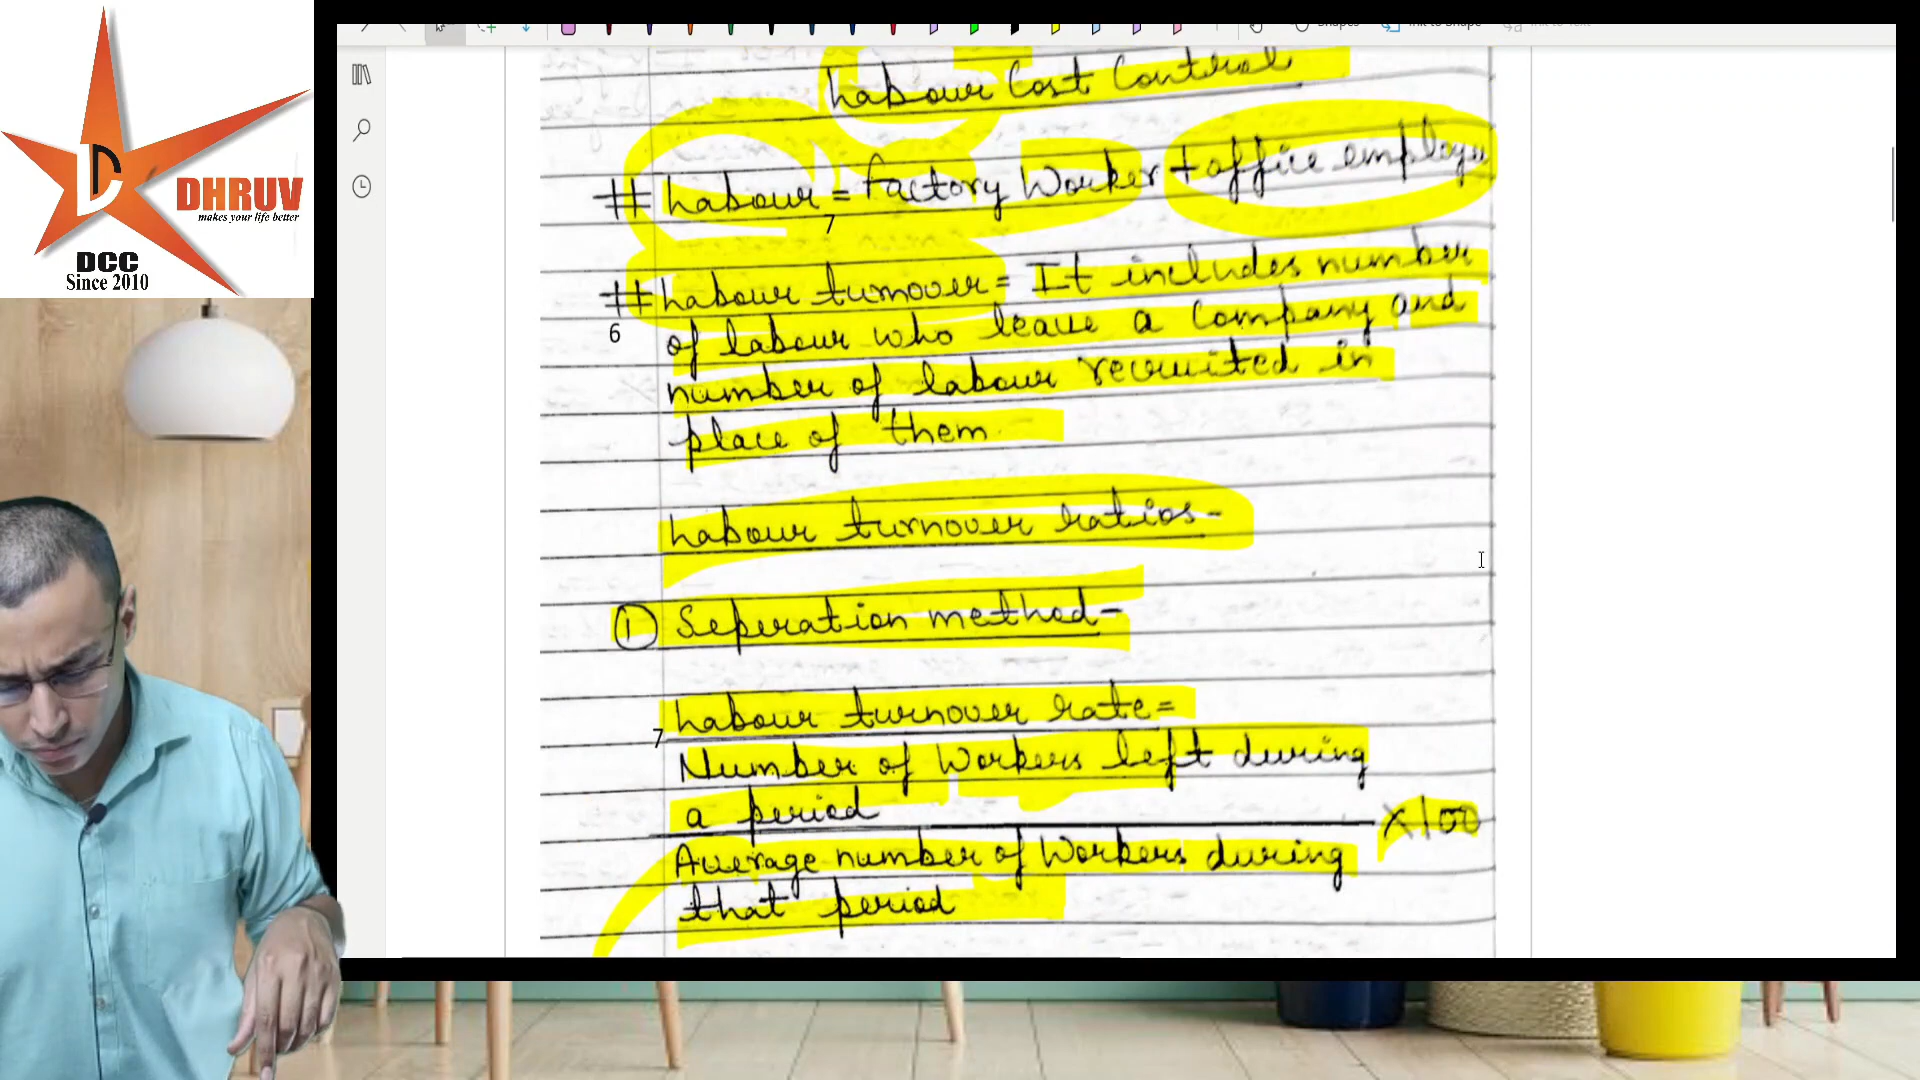 D
DHRUV
makes your life better
DCC
Since 2010
Labour Cost Control
# Labour = Factory Worker + office employe
7
# Labour turnover = It includes number
6
of labour who leave a Company and
number of labour recruited in
place of them
Labour turnover ratios-
① Seperation method-
Labour turnover rate=
7
Number of Workers left during
a period
x100
Average number of Workers during
that period